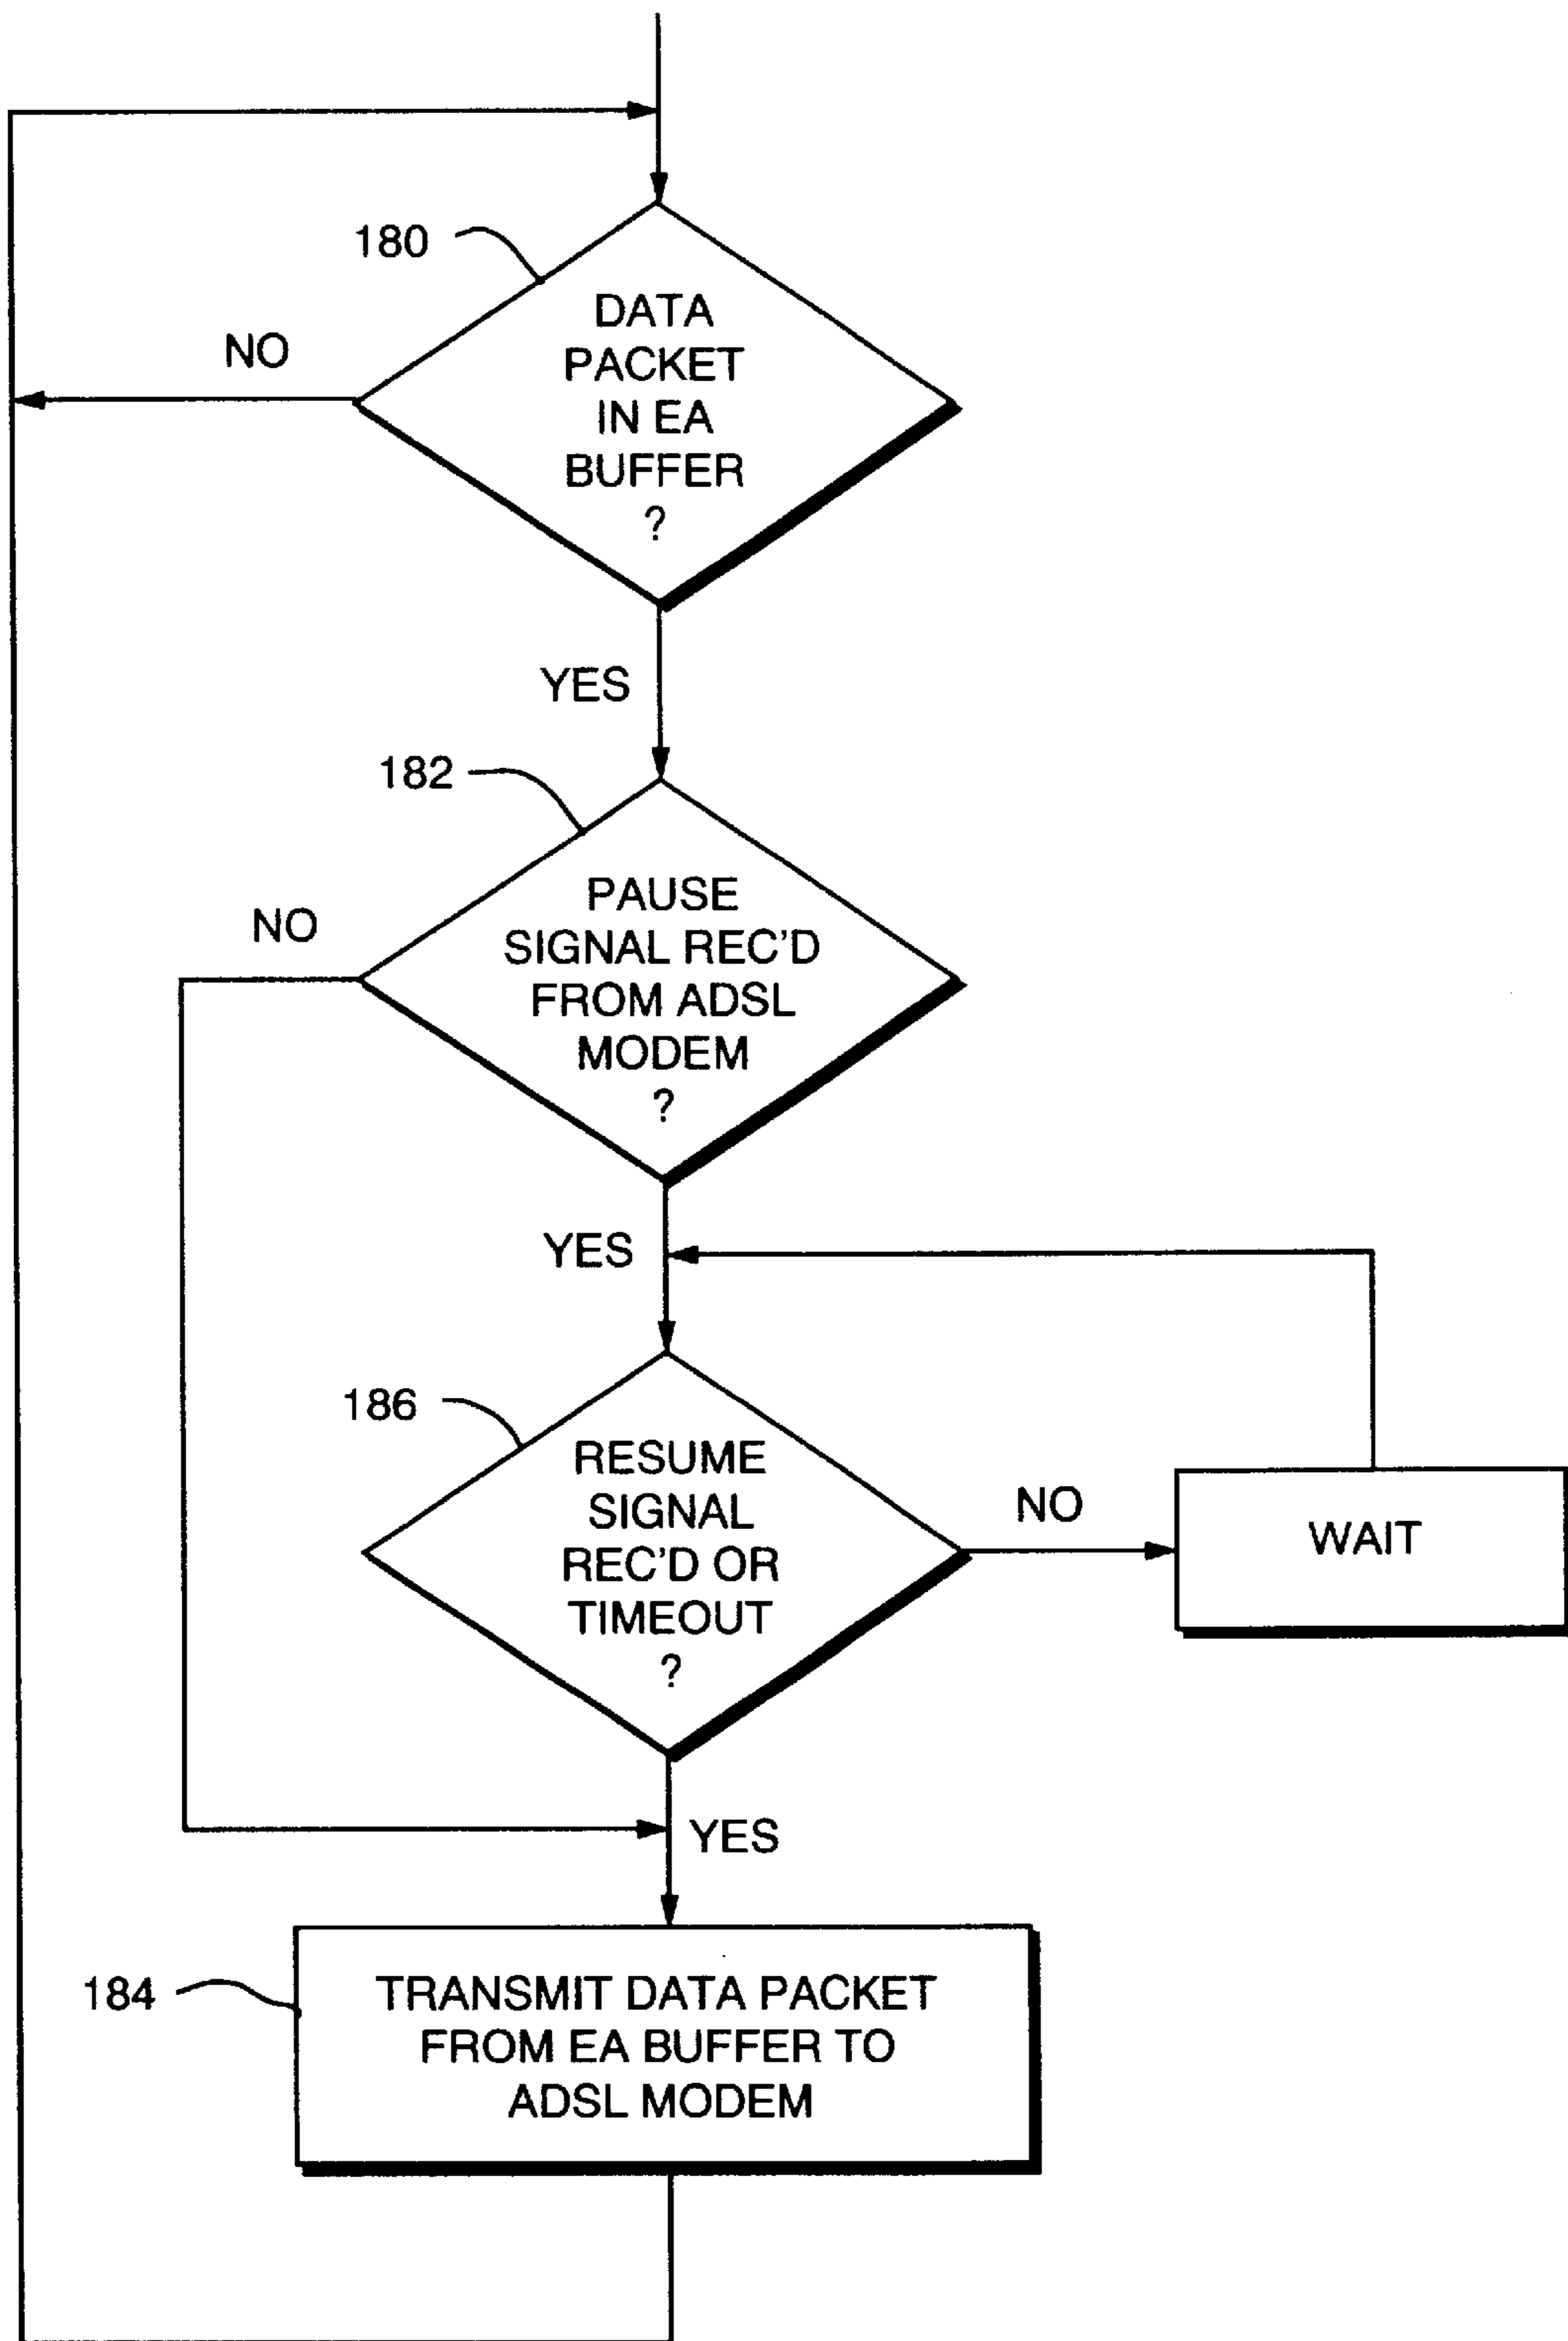 180
DATA
PACKET
IN EA
BUFFER
?
NO
YES
182
PAUSE
SIGNAL REC'D
FROM ADSL
MODEM
?
NO
YES
186
RESUME
SIGNAL
REC'D OR
TIMEOUT
?
NO
WAIT
YES
184
TRANSMIT DATA PACKET
FROM EA BUFFER TO
ADSL MODEM